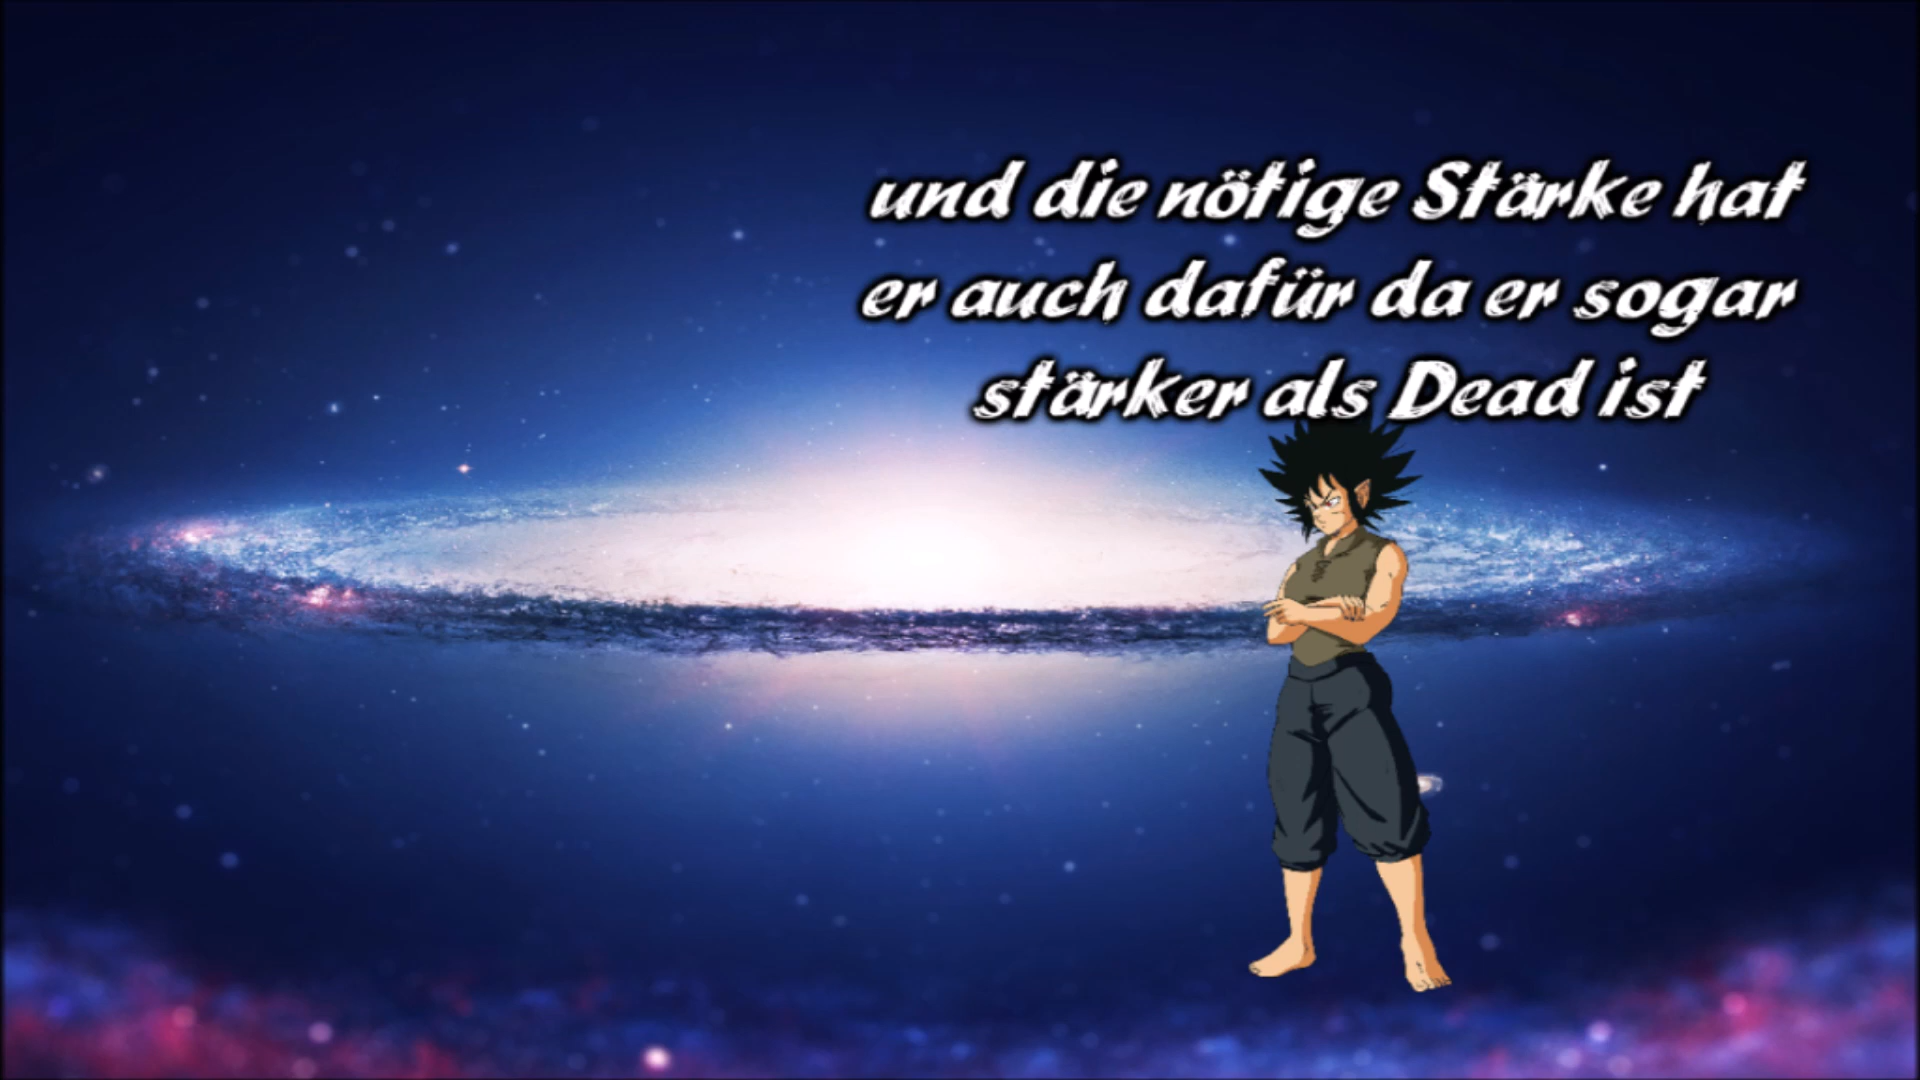 und die nötige Stärke hat
er auch dafür da er sogar
stärker als Dead ist